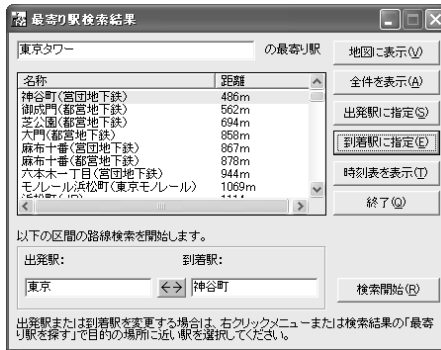 最寄り駅検索結果
東京タワー の最寄り駅
地図に表示(V)
名称 距離
全件を表示(A)
神谷町(営団地下鉄) 486m
御成門(都営地下鉄) 562m
芝公園(都営地下鉄) 694m
出発駅に指定(S)
大門(都営地下鉄) 858m
麻布十番(営団地下鉄) 867m
到着駅に指定(E)
麻布十番(都営地下鉄) 878m
六本木一丁目(営団地下鉄) 944m
時刻表を表示(T)
モノレール浜松町(東京モノレール) 1069m
終了(Q)
以下の区間の路線検索を開始します。
出発駅: 到着駅:
東京 ←→ 神谷町
検索開始(R)
出発駅または到着駅を変更する場合は、右クリックメニューまたは検索結果の「最寄
り駅を探す」で目的の場所に近い駅を選択してください。